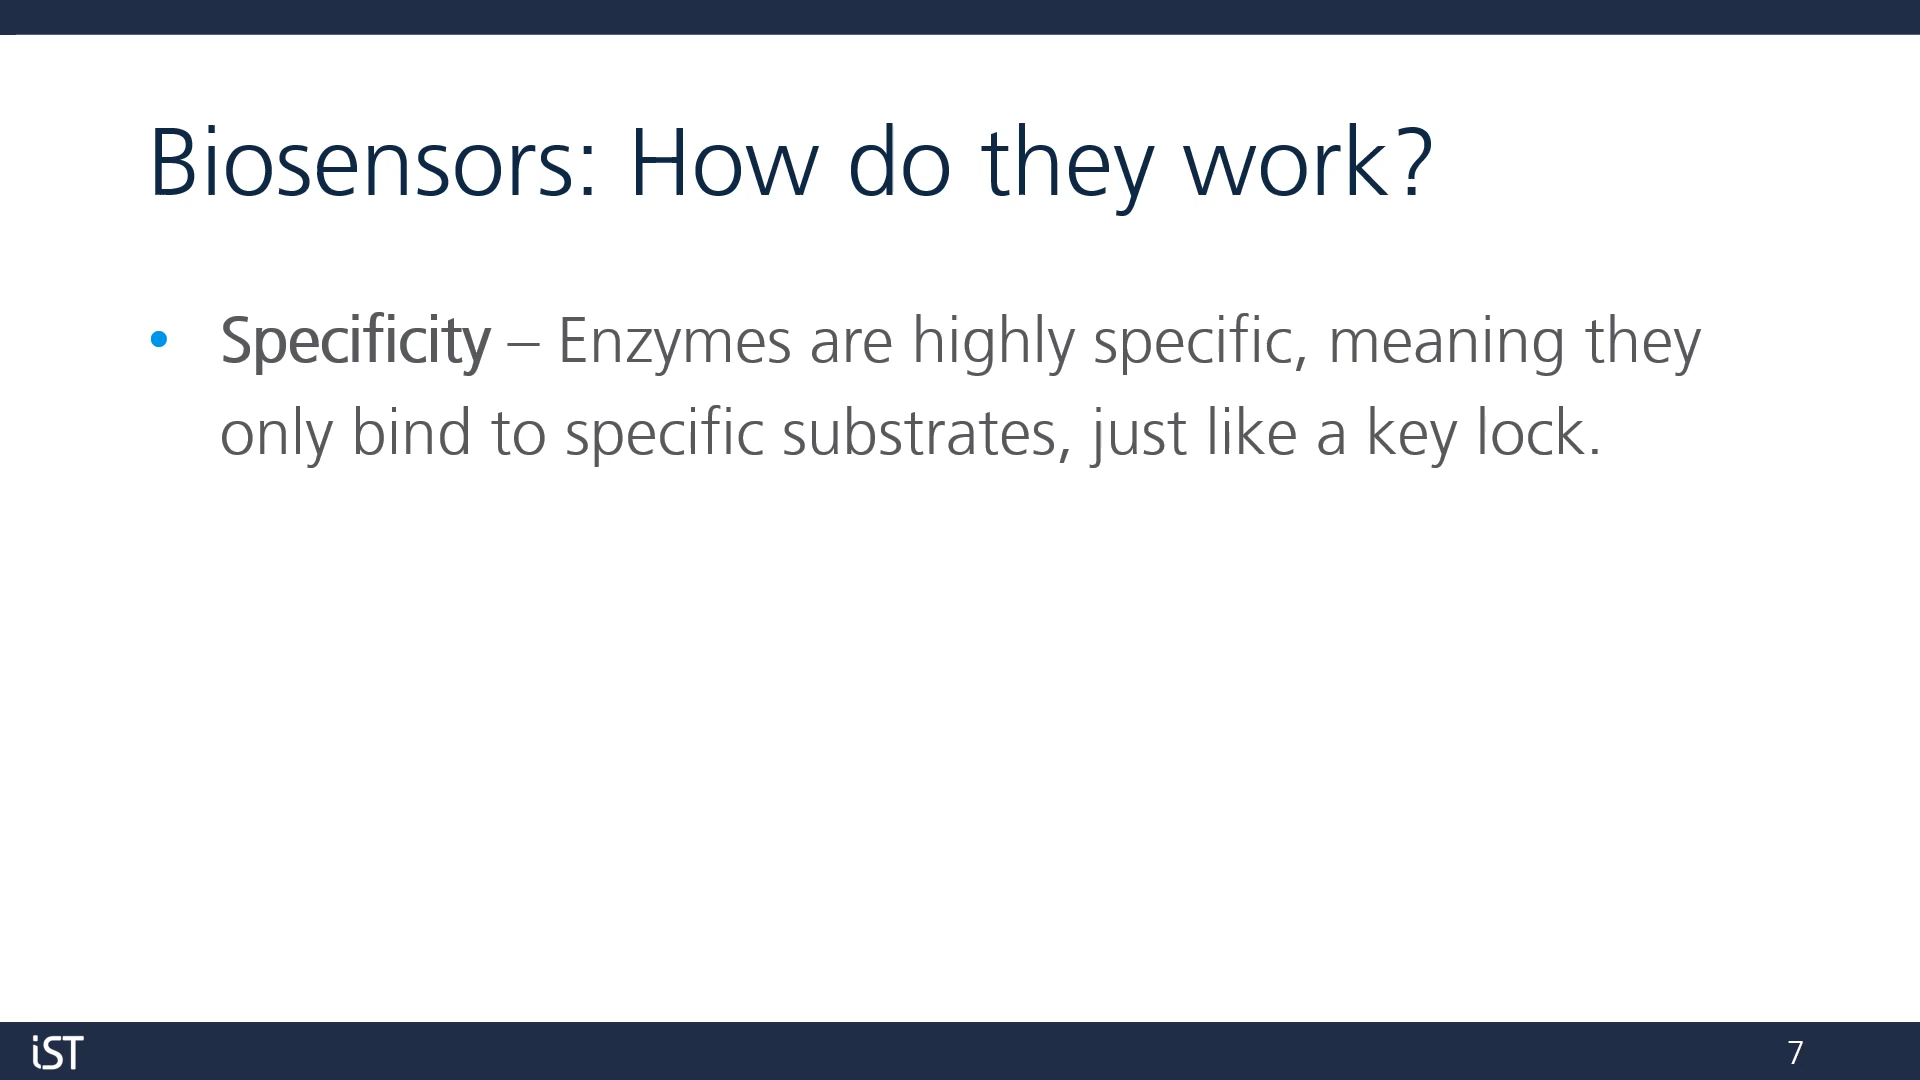 Biosensors: How do they work?
• Specificity – Enzymes are highly specific, meaning they
only bind to specific substrates, just like a key lock.
iST
7